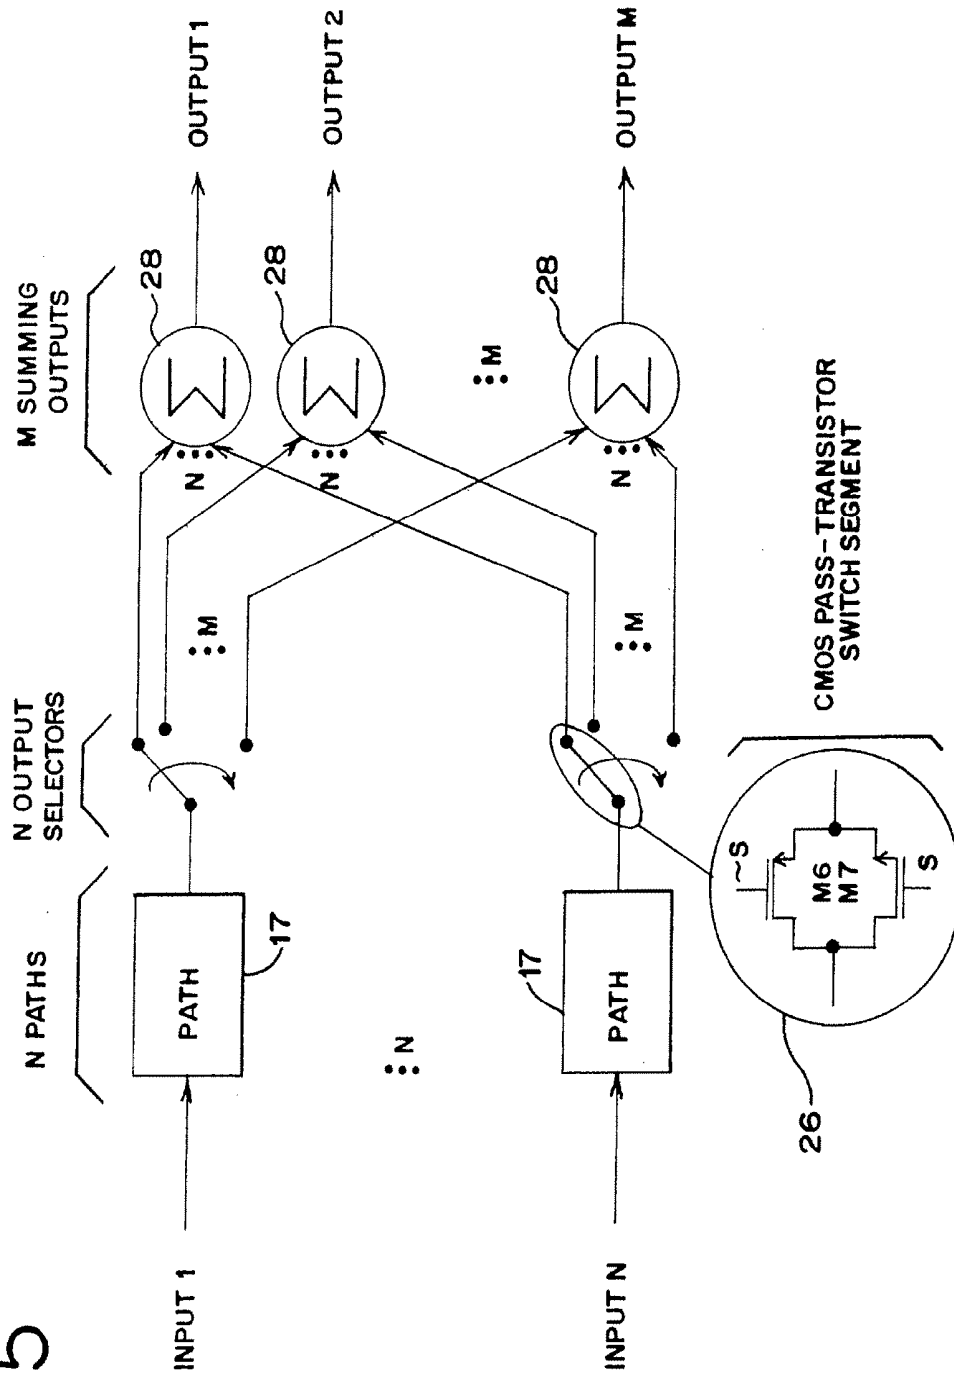 5
N PATHS
N OUTPUT
SELECTORS
M SUMMING
OUTPUTS
INPUT 1
PATH
17
M
N
28
OUTPUT 1
N
28
OUTPUT 2
N
M
INPUT N
PATH
17
M
N
28
OUTPUT M
26
~S
M6
M7
S
CMOS PASS-TRANSISTOR
SWITCH SEGMENT